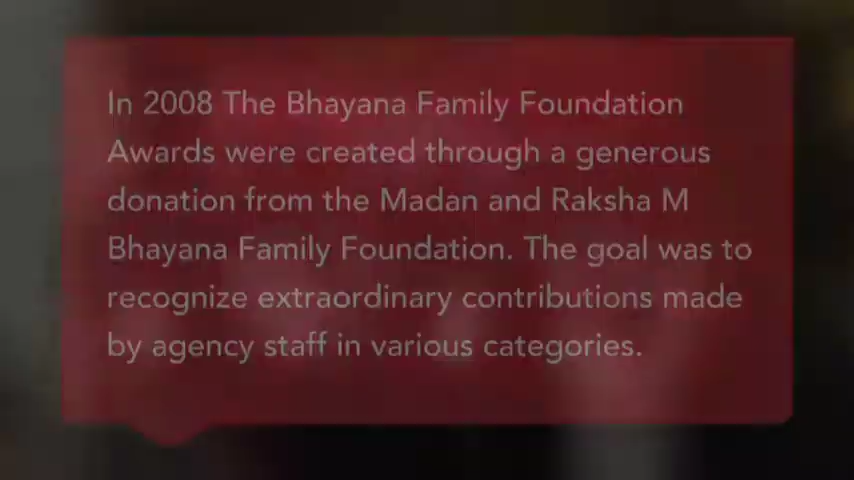 In 2008 The Bhayana Family Foundation
Awards were created through a generous
donation from the Madan and Raksha M
Bhayana Family Foundation. The goal was to
recognize extraordinary contributions made
by agency staff in various categories.